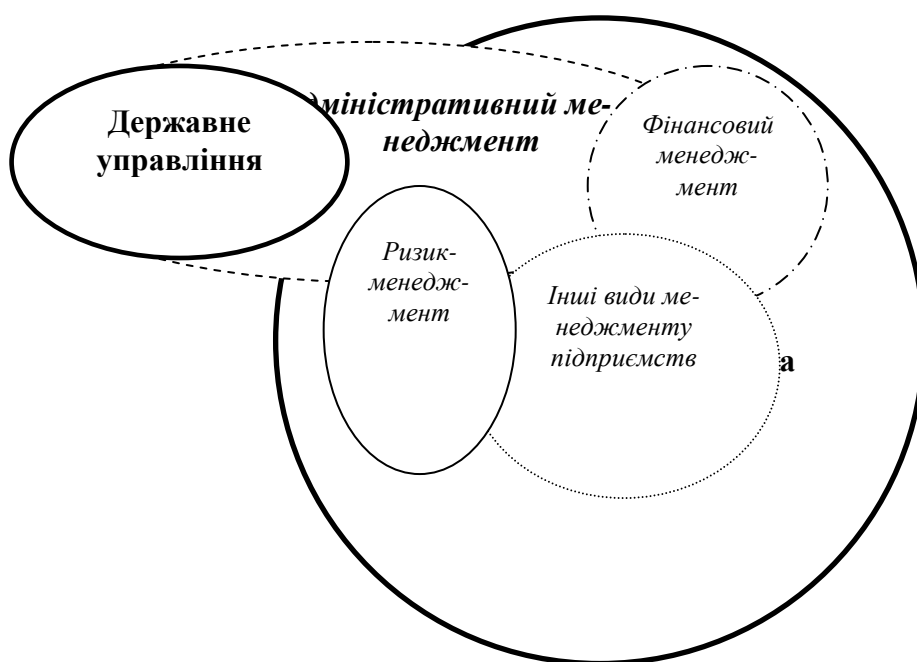 Державне
управління
дміністративний ме-
неджмент
Фінансовий
менедж-
мент
Ризик-
менедж-
мент
Інші види ме-
неджменту
підприємств
а